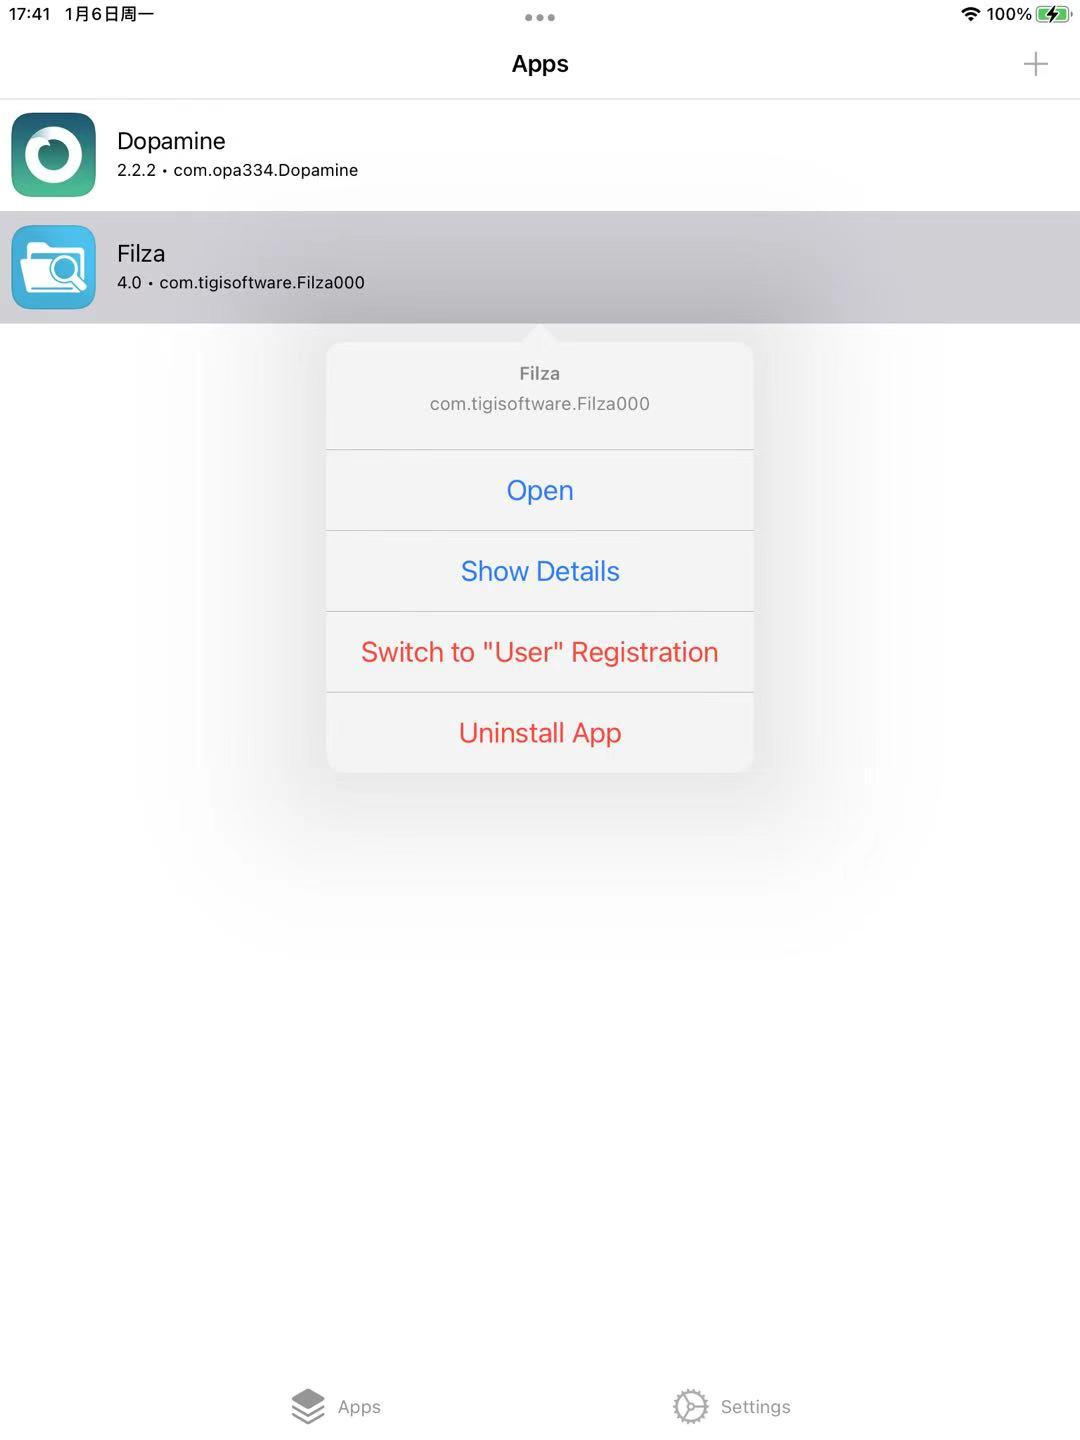 17:41 1月6日周一
100%
Apps
Dopamine
2.2.2 • com.opa334.Dopamine
Filza
4.0 • com.tigisoftware.Filza000
Filza
com.tigisoftware.Filza000
Open
Show Details
Switch to "User" Registration
Uninstall App
Apps
Settings